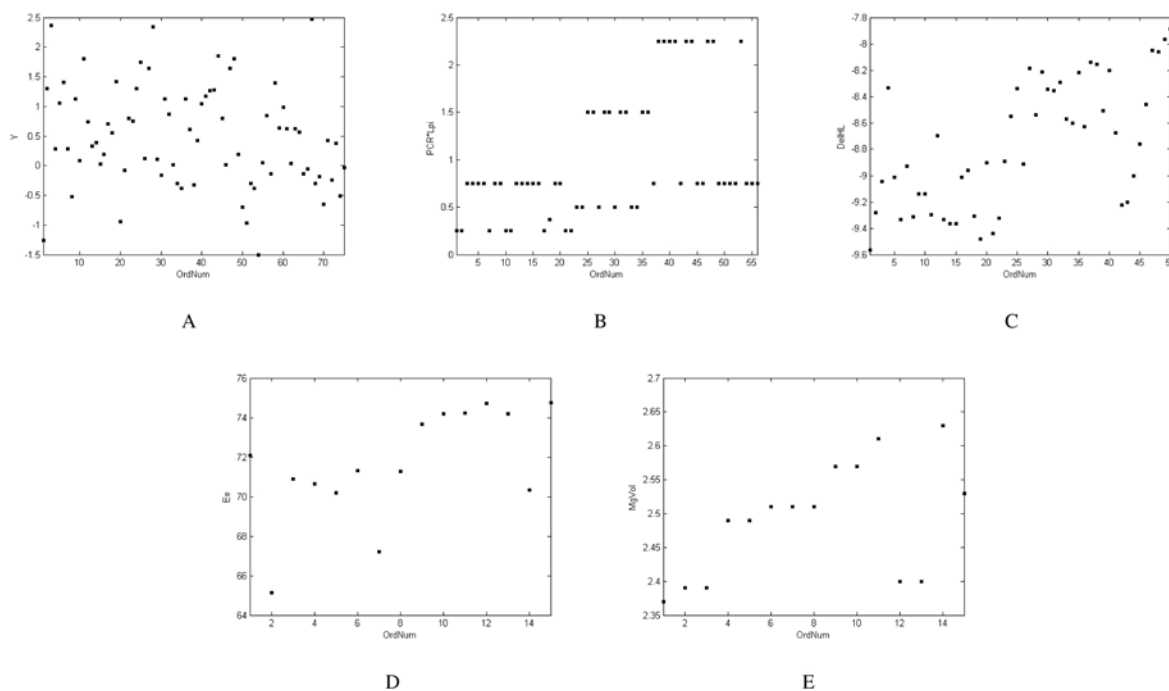 2.5
2
1.5
1
0.5
0
-0.5
-1
-1.5
Y
10 20 30 40 50 60 70
OrdNum
A
2.5
2
1.5
1
0.5
0
PCR*Lpi
5 10 15 20 25 30 35 40 45 50 55
OrdNum
B
-7.8
-8
-8.2
-8.4
-8.6
-8.8
-9
-9.2
-9.4
-9.6
DelHL
5 10 15 20 25 30 35 40 45 50
OrdNum
C
76
74
72
70
68
66
64
Ee
2 4 6 8 10 12 14
OrdNum
D
2.7
2.65
2.6
2.55
2.5
2.45
2.4
2.35
MgVol
2 4 6 8 10 12 14
OrdNum
E